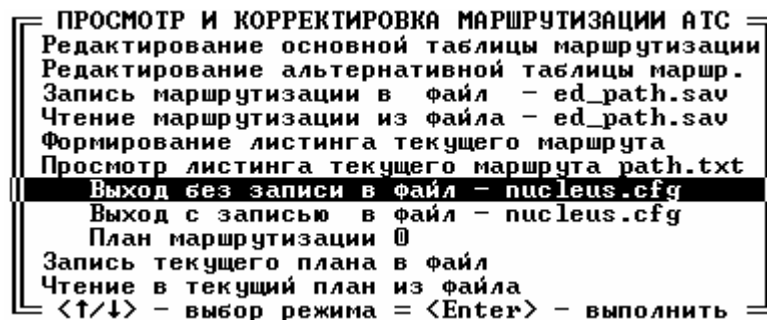 ПРОСМОТР И КОРРЕКТИРОВКА МАРШРУТИЗАЦИИ АТС
Редактирование основной таблицы маршрутизации
Редактирование альтернативной таблицы маршр.
Запись маршрутизации в файл - ed_path.sav
Чтение маршрутизации из файла - ed_path.sav
Формирование листинга текущего маршрута
Просмотр листинга текущего маршрута path.txt
Выход без записи в файл - nucleus.cfg
Выход с записью в файл - nucleus.cfg
План маршрутизации 0
Запись текущего плана в файл
Чтение в текущий план из файла
<↑/↓> - выбор режима = <Enter> - выполнить